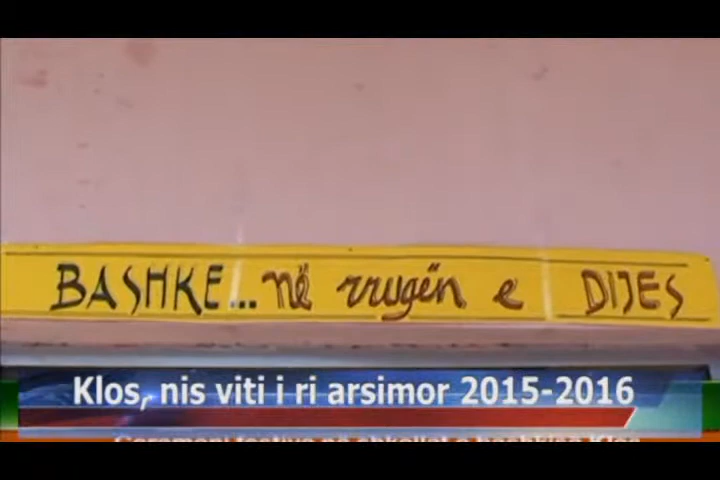 BASHKE... në rrugën e DIJES
Klos, nis viti i ri arsimor 2015-2016